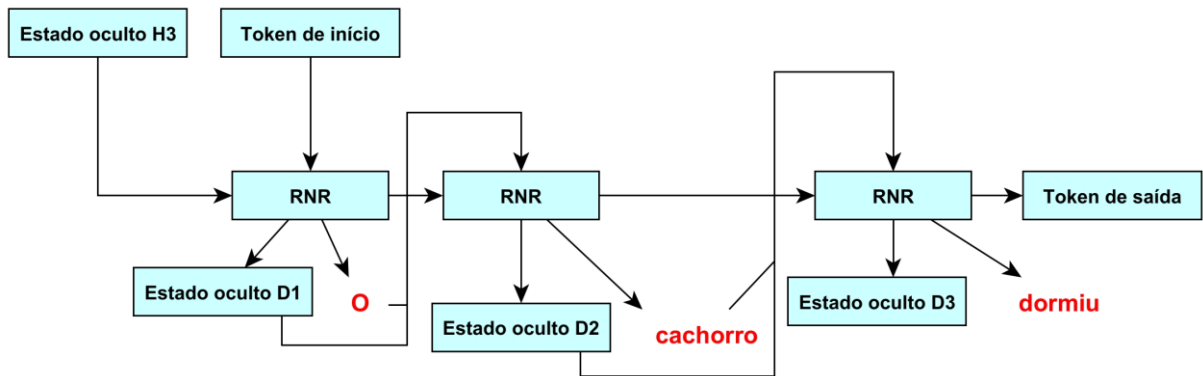 Estado oculto H3
Token de início
RNR
RNR
RNR
Token de saída
Estado oculto D1
O
Estado oculto D2
cachorro
Estado oculto D3
dormiu